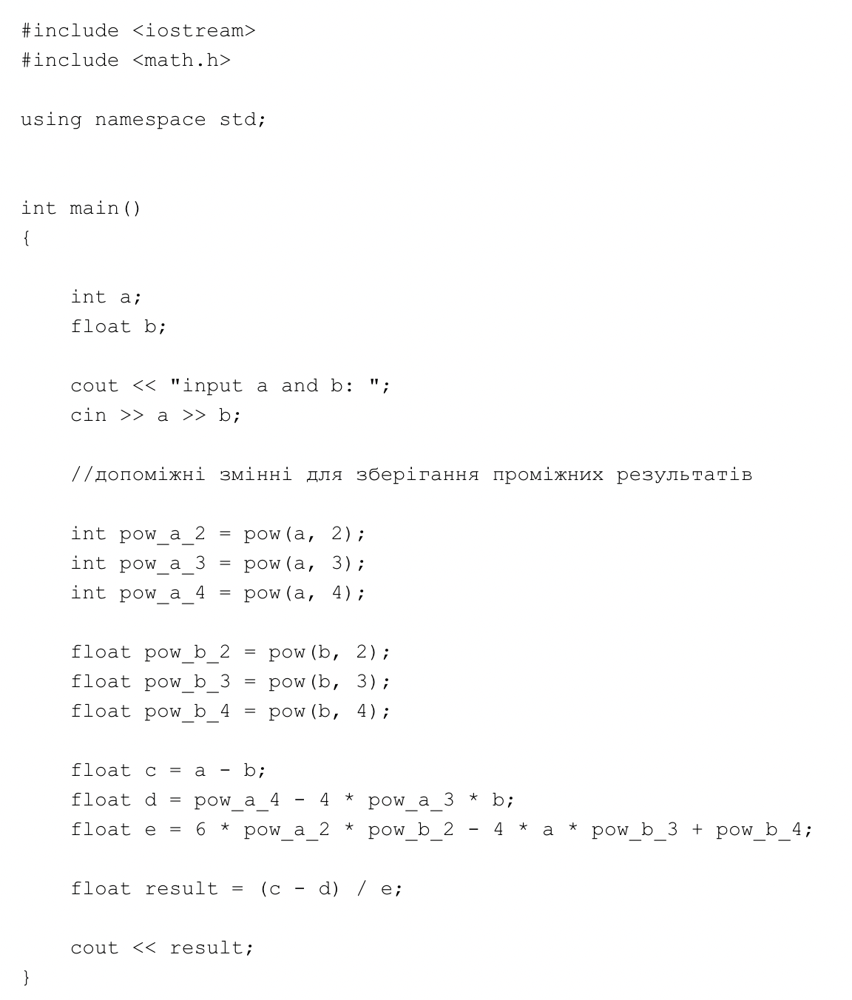 #include <iostream>
#include <math.h>
using namespace std;
int main()
{
int a;
float b;
cout << "input a and b: ";
cin >> a >> b;
//допоміжні змінні для зберігання проміжних результатів
int pow_a_2 = pow(a, 2);
int pow_a_3 = pow(a, 3);
int pow_a_4 = pow(a, 4);
float pow_b_2 = pow(b, 2);
float pow_b_3 = pow(b, 3);
float pow_b_4 = pow(b, 4);
float c = a - b;
float d = pow_a_4 - 4 * pow_a_3 * b;
float e = 6 * pow_a_2 * pow_b_2 - 4 * a * pow_b_3 + pow_b_4;
float result = (c - d) / e;
cout << result;
}